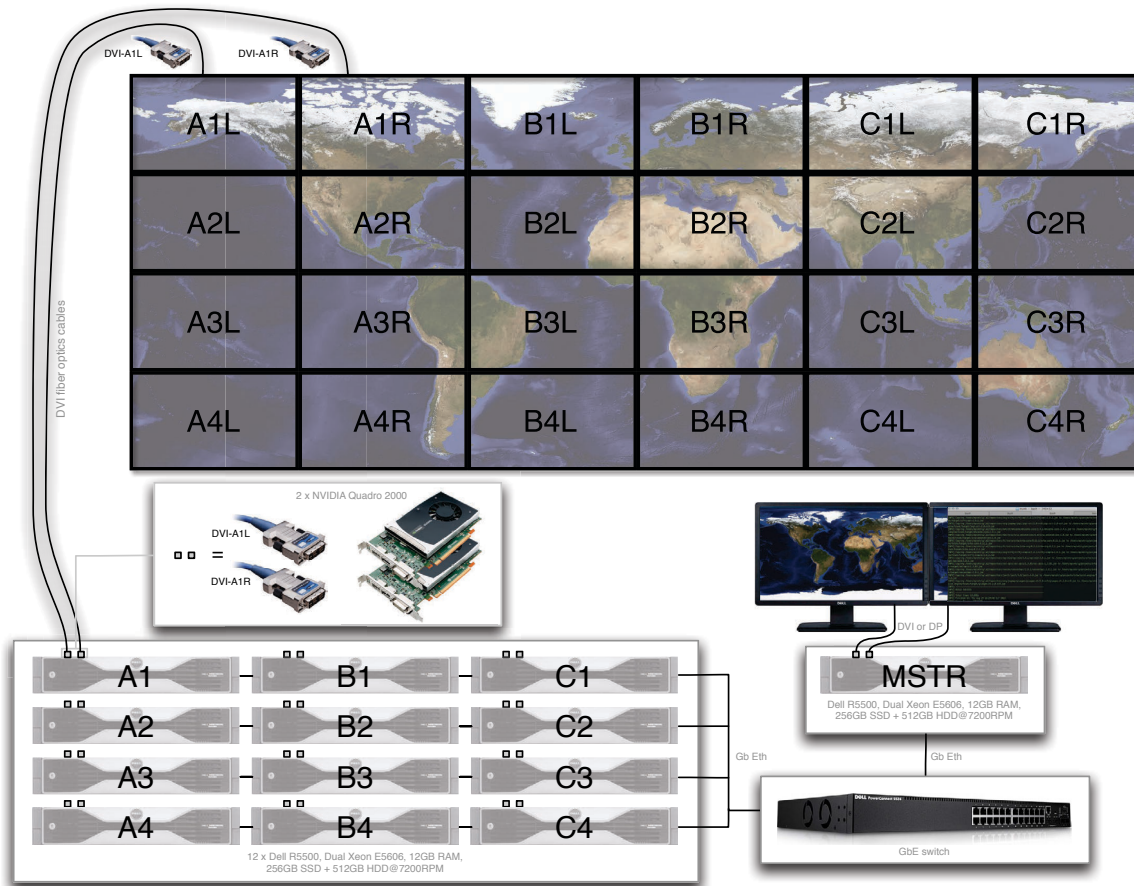 DVI-A1L
DVI-A1R
A1L
A1R
B1L
B1R
C1L
C1R
A2L
A2R
B2L
B2R
C2L
C2R
A3L
A3R
B3L
B3R
C3L
C3R
A4L
A4R
B4L
B4R
C4L
C4R
DVI fiber optics cables
2 x NVIDIA Quadro 2000
DVI-A1L
=
DVI-A1R
DELL
DELL
DVI or DP
MSTR
Dell R5500, Dual Xeon E5606, 12GB RAM,
256GB SSD + 512GB HDD@7200RPM
A1
B1
C1
A2
B2
C2
A3
B3
C3
A4
B4
C4
12 x Dell R5500, Dual Xeon E5606, 12GB RAM,
256GB SSD + 512GB HDD@7200RPM
Gb Eth
Gb Eth
GbE switch